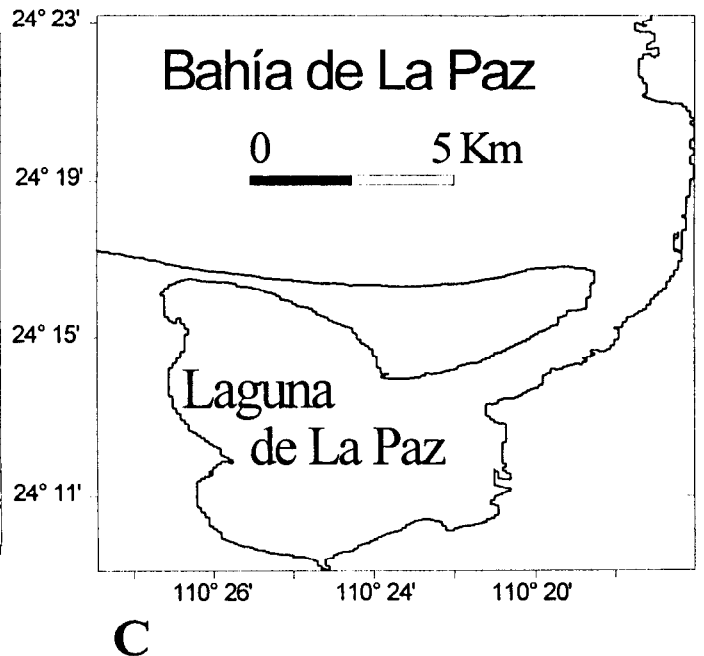 24° 23'
Bahía de La Paz
0 5 Km
24° 19'
24° 15'
Laguna
de La Paz
24° 11'
110° 26' 110° 24' 110° 20'
C